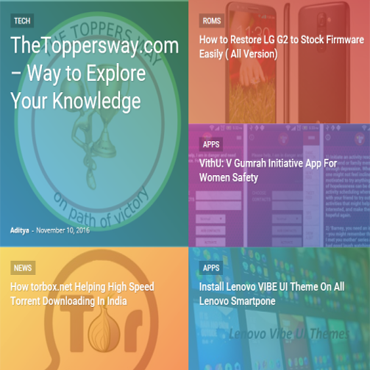 TECH
TheToppersway.com
– Way to Explore
Your Knowledge
THE TOPPERS WAY
on path of victory
Aditya - November 10, 2016
ROMS
How to Restore LG G2 to Stock Firmware
Easily ( All Version)
APPS
VithU: V Gumrah Initiative App For
Women Safety
NEWS
How torbox.net Helping High Speed
Torrent Downloading In India
Tor
APPS
Install Lenovo VIBE UI Theme On All
Lenovo Smartpone
Lenovo Vibe UI Themes